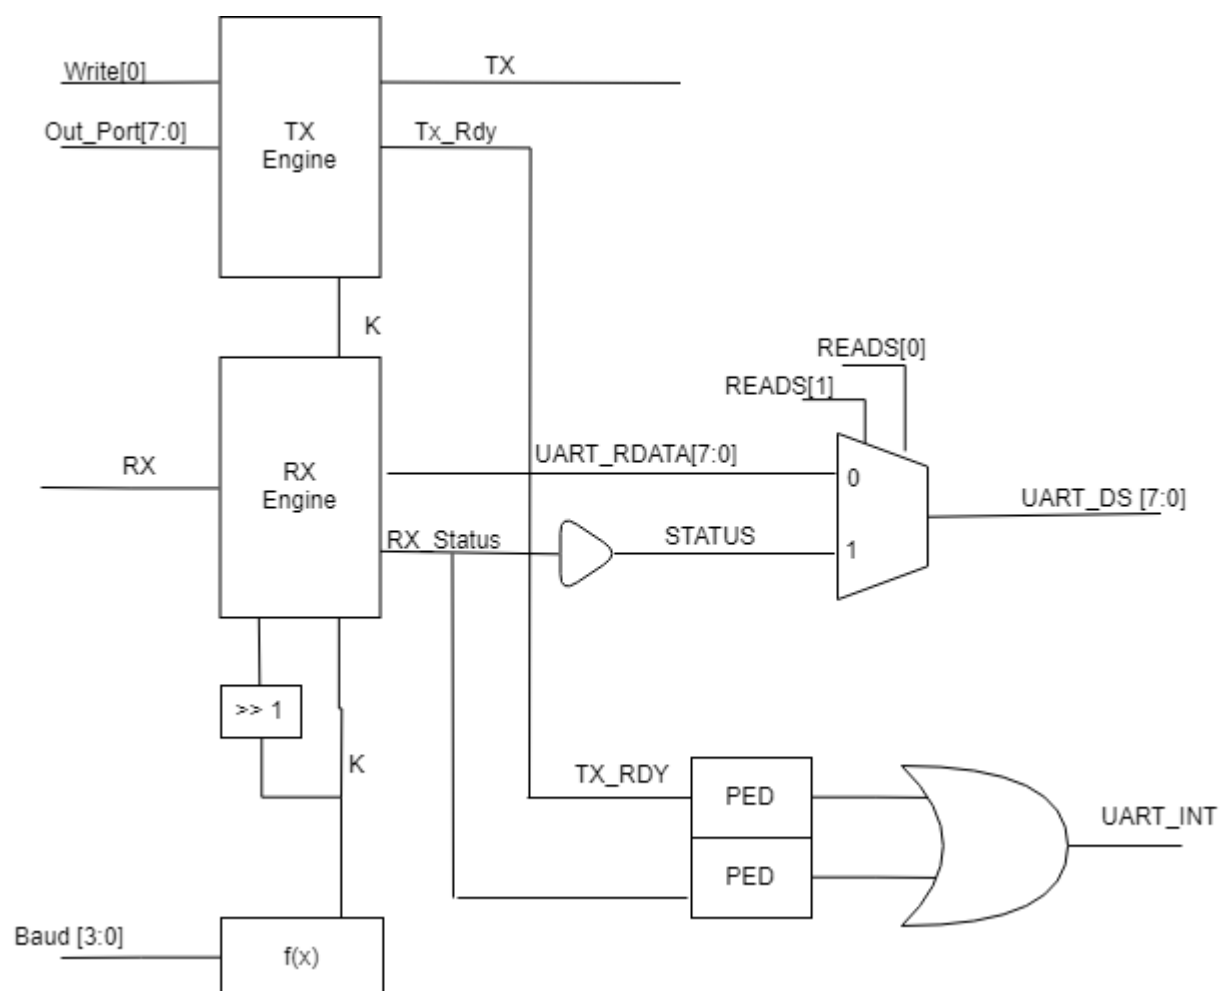 Write[0]
TX
Out_Port[7:0]
TX
Engine
Tx_Rdy
K
READS[0]
READS[1]
UART_RDATA[7:0]
RX
RX
Engine
0
UART_DS [7:0]
RX_Status
STATUS
1
>> 1
K
TX_RDY
PED
UART_INT
PED
Baud [3:0]
f(x)